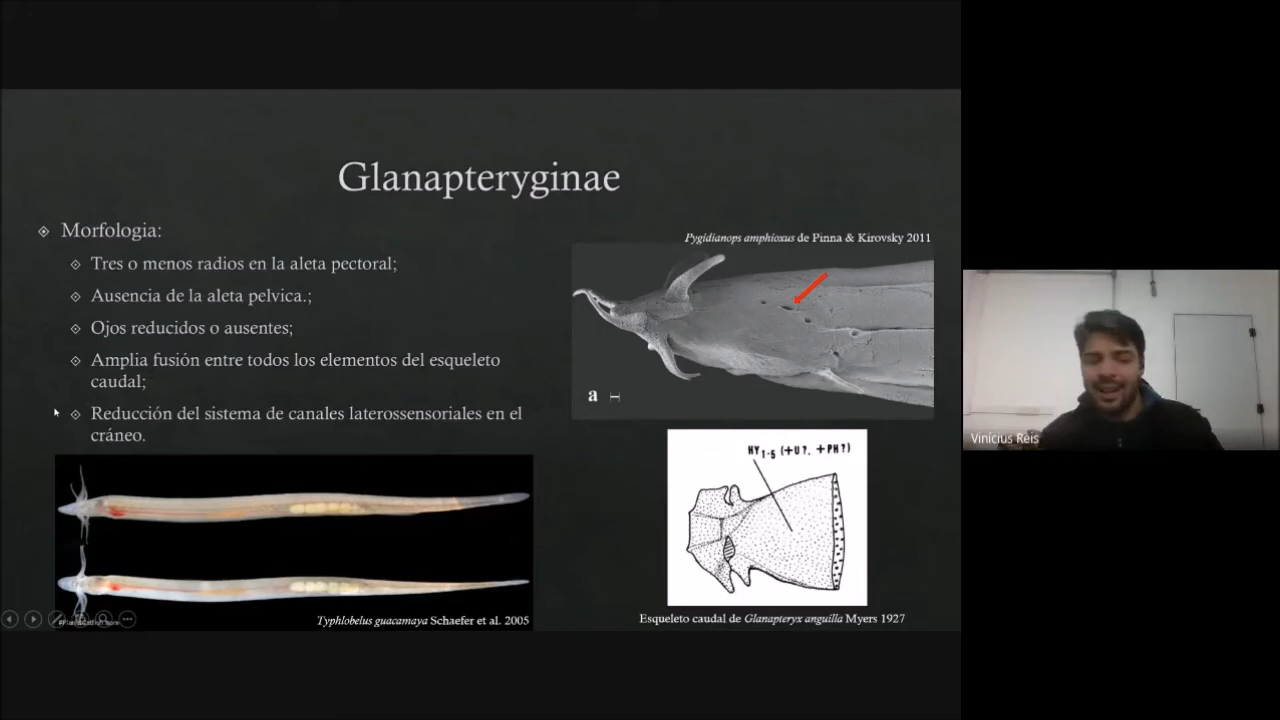 Glanapteryginae
Morfologia:
Tres o menos radios en la aleta pectoral;
Ausencia de la aleta pelvica.;
Ojos reducidos o ausentes;
Amplia fusión entre todos los elementos del esqueleto
caudal;
Reducción del sistema de canales laterossensoriales en el
cráneo.
Pygidianops amphioxus de Pinna & Kirovsky 2011
a
HY1-5 (+U?, +PH?)
Typhlobelus guacamaya Schaefer et al. 2005
Esqueleto caudal de Glanapteryx anguilla Myers 1927
Vinícius Reis